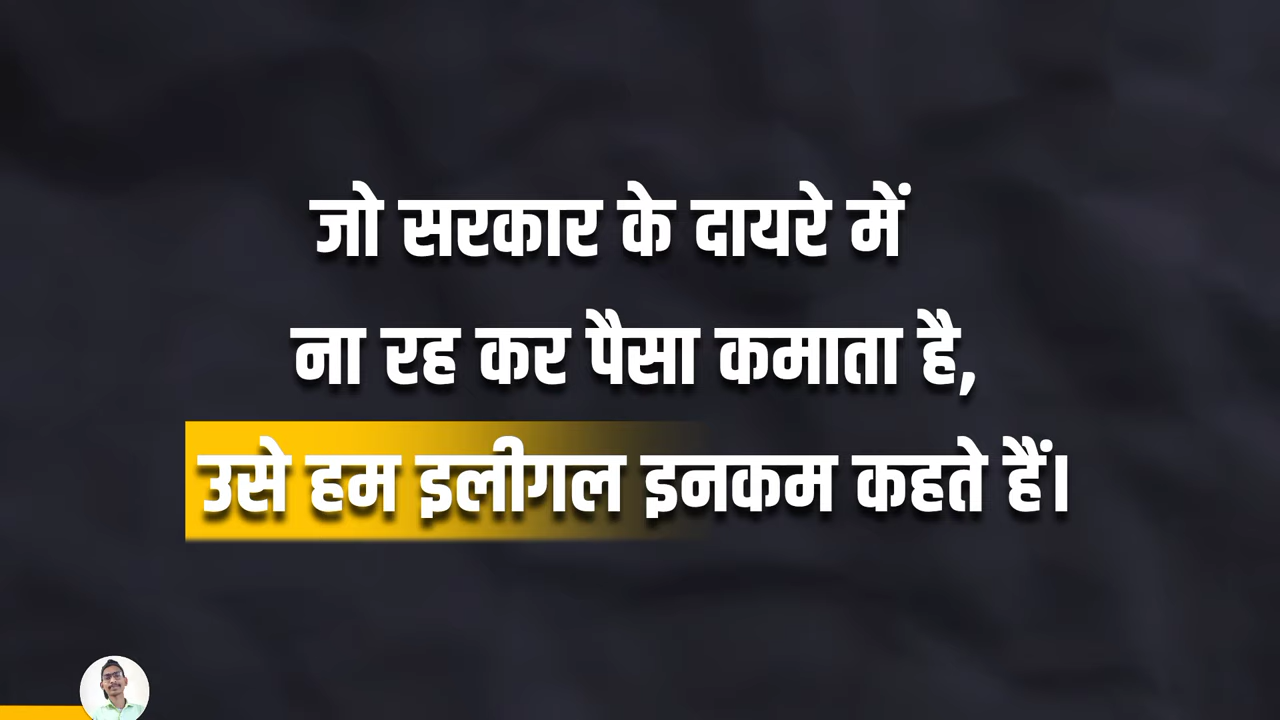 जो सरकार के दायरे में
ना रह कर पैसा कमाता है,
उसे हम इलीगल इनकम कहते हैं।